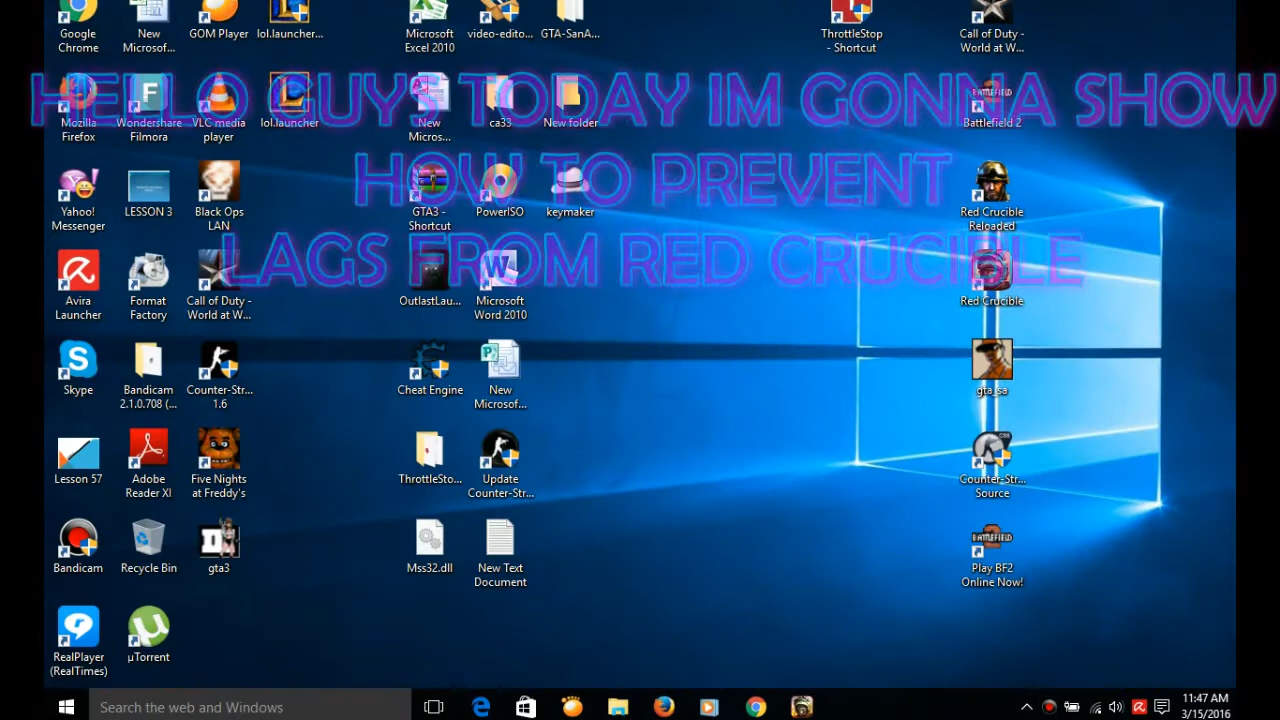 HELLO GUYS TODAY IM GONNA SHOW
HOW TO PREVENT
LAGS FROM RED CRUCIBLE
Google
Chrome
New
Microsof...
GOM Player
lol.launcher...
Microsoft
Excel 2010
video-edito...
GTA-SanA...
ThrottleStop
- Shortcut
Call of Duty -
World at W...
Mozilla
Firefox
Wondershare
Filmora
VLC media
player
lol.launcher
New
Micros...
ca33
New folder
BATTLEFIELD
Battlefield 2
Yahoo!
Messenger
LESSON 3
Black Ops
LAN
GTA3 -
Shortcut
PowerISO
keymaker
Red Crucible
Reloaded
Avira
Launcher
Format
Factory
Call of Duty -
World at W...
OutlastLau...
Microsoft
Word 2010
Red Crucible
Skype
Bandicam
2.1.0.708 (...
Counter-Str...
1.6
Cheat Engine
New
Microsof...
gta_sa
Lesson 57
Adobe
Reader XI
Five Nights
at Freddy's
ThrottleSto...
Update
Counter-Str...
Counter-Str...
Source
Bandicam
Recycle Bin
gta3
Mss32.dll
New Text
Document
BATTLEFIELD
Play BF2
Online Now!
RealPlayer
(RealTimes)
µTorrent
Search the web and Windows
11:47 AM
3/15/2016